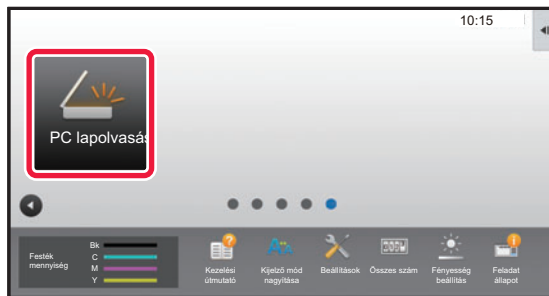 10:15
PC lapolvasás
Festék
mennyiség
Bk
C
M
Y
Kezelési
útmutató
Kijelző mód
nagyítása
Beállítások
Összes szám
Fényesség
beállítás
Feladat
állapot